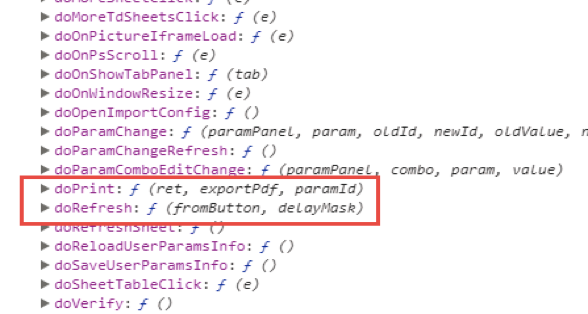 doMoreSheetClick: ƒ (e)
▶ doMoreTdSheetsClick: ƒ (e)
▶ doOnPictureIframeLoad: ƒ (e)
▶ doOnPsScroll: ƒ (e)
▶ doOnShowTabPanel: ƒ (tab)
▶ doOnWindowResize: ƒ (e)
▶ doOpenImportConfig: ƒ ()
▶ doParamChange: ƒ (paramPanel, param, oldId, newId, oldValue, n
▶ doParamChangeRefresh: ƒ ()
▶ doParamComboEditChange: ƒ (paramPanel, combo, param, value)
▶ doPrint: ƒ (ret, exportPdf, paramId)
▶ doRefresh: ƒ (fromButton, delayMask)
▶ doRefreshSheet: ƒ ()
▶ doReloadUserParamsInfo: ƒ ()
▶ doSaveUserParamsInfo: ƒ ()
▶ doSheetTableClick: ƒ (e)
▶ doVerify: ƒ ()